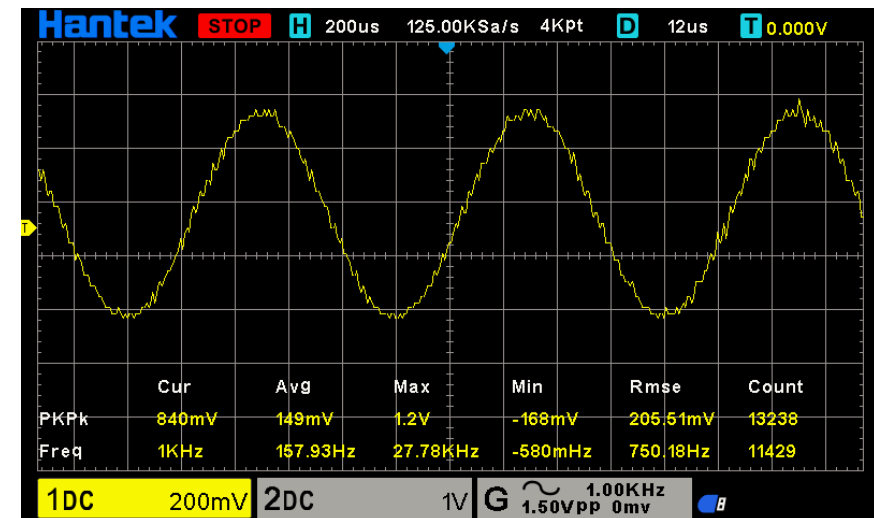 Hantek STOP H 200us 125.00KSa/s 4Kpt D 12us T 0.000V
T
Cur Avg Max Min Rmse Count
PKPk 840mV 149mV 1.2V -168mV 205.51mV 13238
Freq 1KHz 157.93Hz 27.78KHz -580mHz 750.18Hz 11429
1DC 200mV 2DC 1V G 1.00KHz
1.50Vpp 0mv